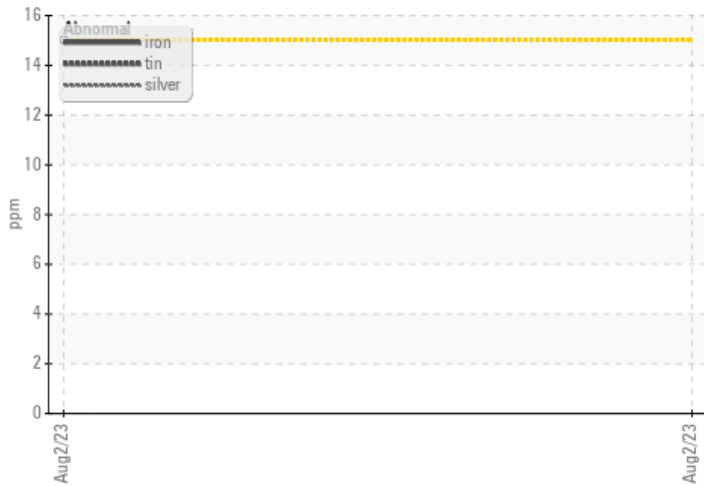 16
14
12
10
8
6
4
2
0
ppm
Abnormal
iron
tin
silver
Aug2/23
Aug2/23